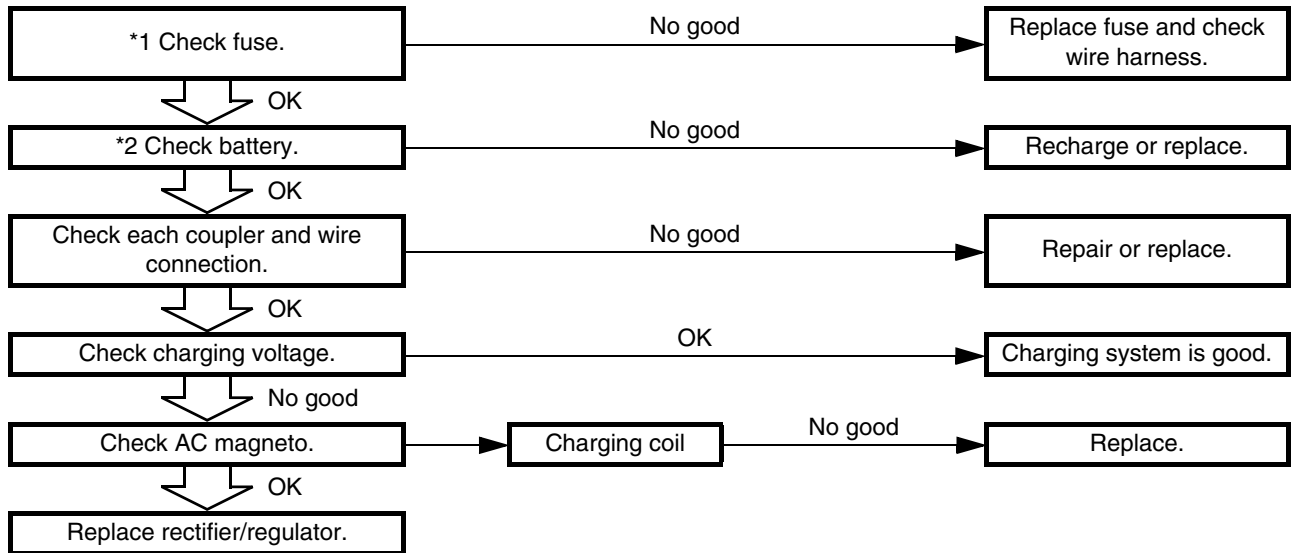 *1 Check fuse.
No good
Replace fuse and check
wire harness.
OK
*2 Check battery.
No good
Recharge or replace.
OK
Check each coupler and wire
connection.
No good
Repair or replace.
OK
Check charging voltage.
OK
Charging system is good.
No good
Check AC magneto.
Charging coil
No good
Replace.
OK
Replace rectifier/regulator.